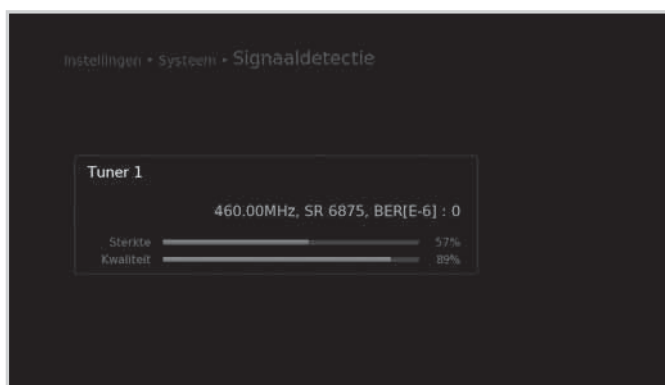 Instellingen • Systeem • Signaaldetectie
Tuner 1
460.00MHz, SR 6875, BER[E-6] : 0
Sterkte 57%
Kwaliteit 89%